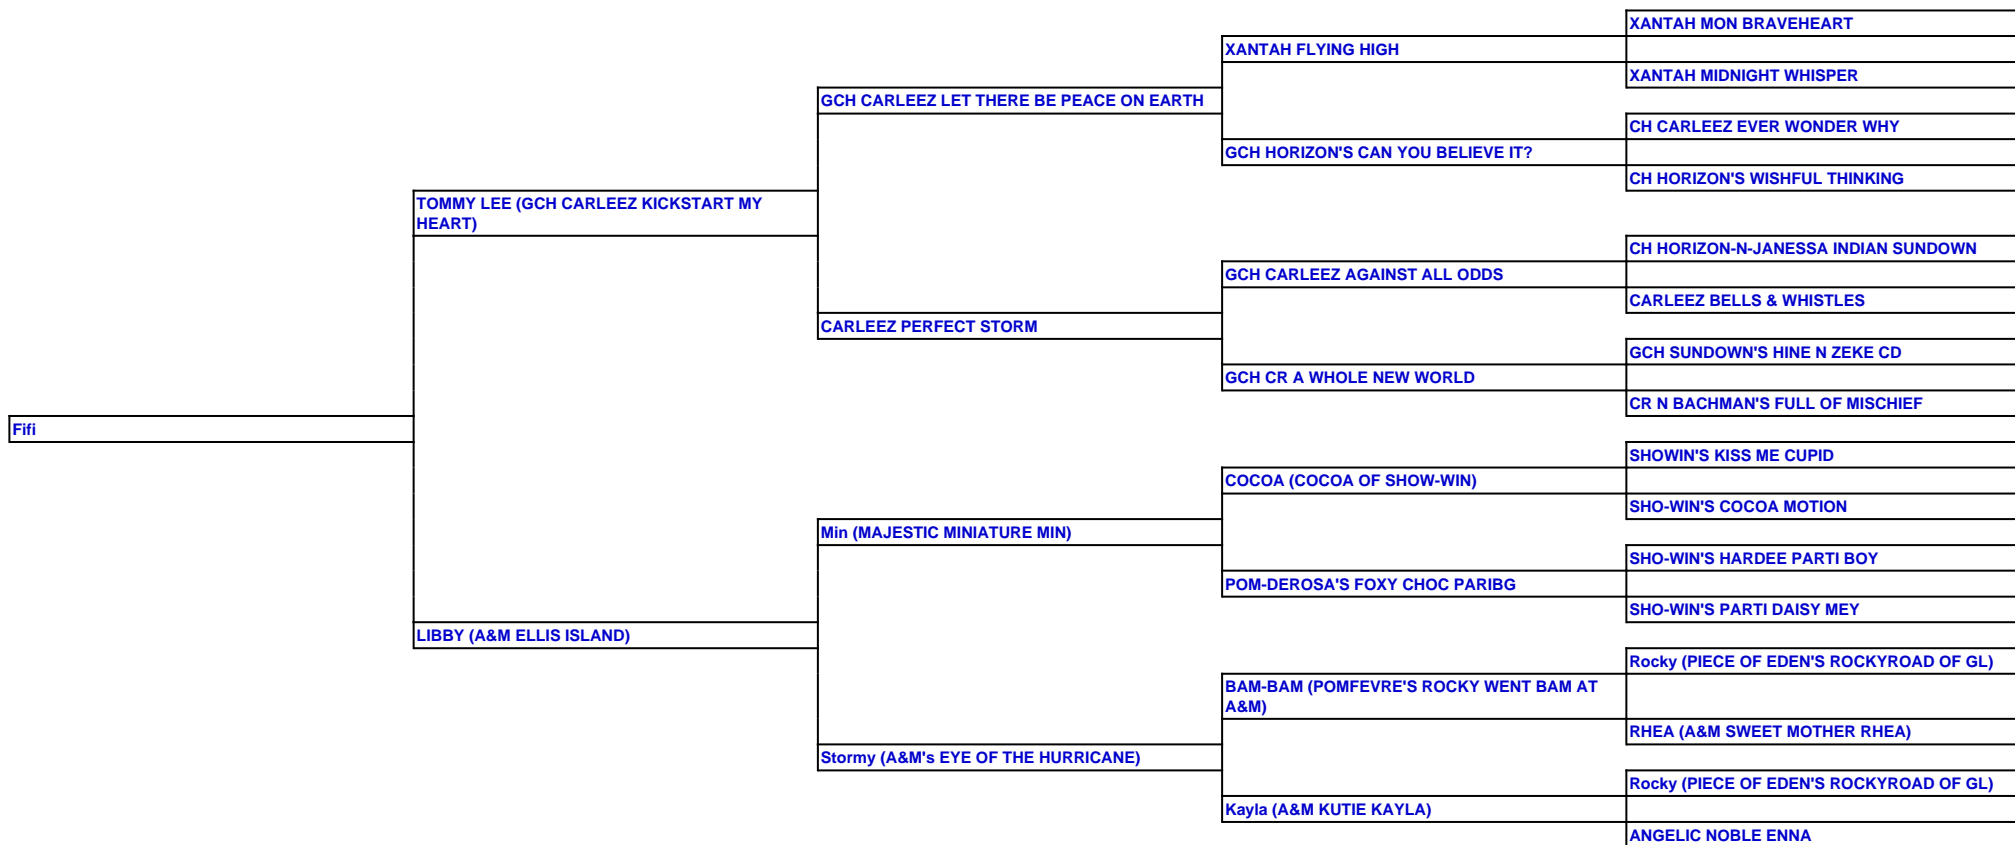 XANTAH MON BRAVEHEART
XANTAH FLYING HIGH
XANTAH MIDNIGHT WHISPER
GCH CARLEEZ LET THERE BE PEACE ON EARTH
CH CARLEEZ EVER WONDER WHY
GCH HORIZON'S CAN YOU BELIEVE IT?
CH HORIZON'S WISHFUL THINKING
TOMMY LEE (GCH CARLEEZ KICKSTART MY
HEART)
CH HORIZON-N-JANESSA INDIAN SUNDOWN
GCH CARLEEZ AGAINST ALL ODDS
CARLEEZ BELLS & WHISTLES
CARLEEZ PERFECT STORM
GCH SUNDOWN'S HINE N ZEKE CD
GCH CR A WHOLE NEW WORLD
CR N BACHMAN'S FULL OF MISCHIEF
Fifi
SHOWIN'S KISS ME CUPID
COCOA (COCOA OF SHOW-WIN)
SHO-WIN'S COCOA MOTION
Min (MAJESTIC MINIATURE MIN)
SHO-WIN'S HARDEE PARTI BOY
POM-DEROSA'S FOXY CHOC PARIBG
SHO-WIN'S PARTI DAISY MEY
LIBBY (A&M ELLIS ISLAND)
Rocky (PIECE OF EDEN'S ROCKYROAD OF GL)
BAM-BAM (POMFEVRE'S ROCKY WENT BAM AT
A&M)
RHEA (A&M SWEET MOTHER RHEA)
Stormy (A&M's EYE OF THE HURRICANE)
Rocky (PIECE OF EDEN'S ROCKYROAD OF GL)
Kayla (A&M KUTIE KAYLA)
ANGELIC NOBLE ENNA